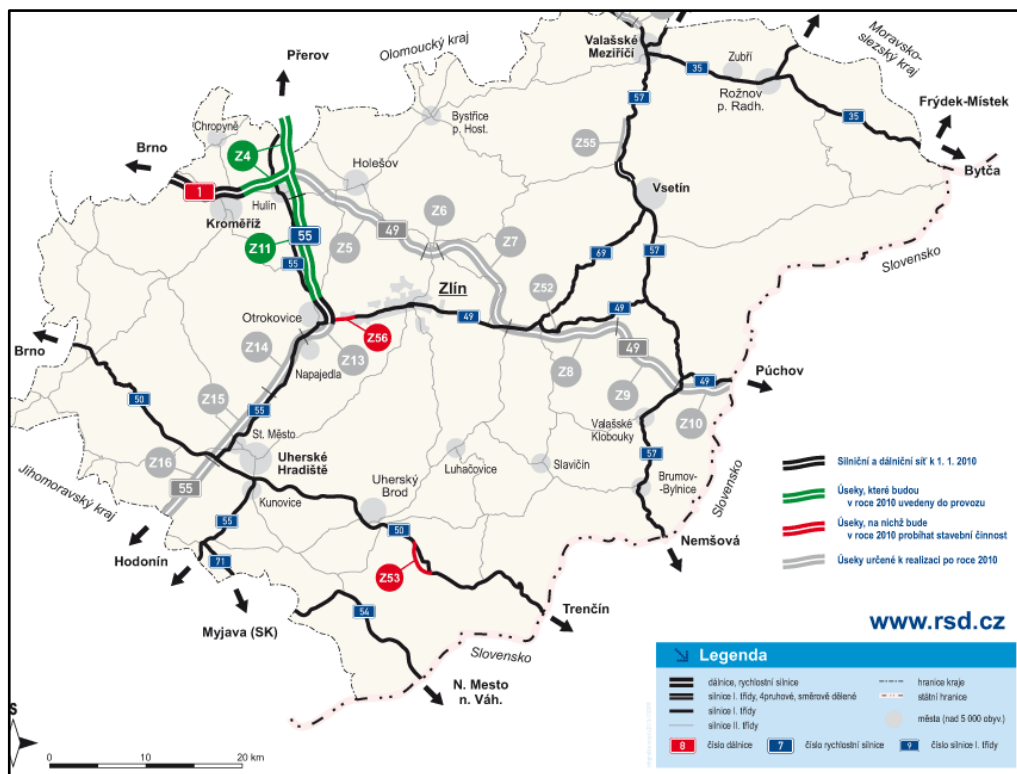 Přerov
Olomoucký kraj
Valašské
Meziříčí
Moravsko-
slezský kraj
Zubří
35
Rožnov
p. Radh.
57
Frýdek-Místek
35
Bytča
Chropyně
Bystřice
p. Host.
Brno
Z4
Z55
Holešov
1
Hulín
Kroměříž
Vsetín
Z6
49
Z5
Z7
Z11
55
55
69
57
Slovensko
Zlín
Z52
49
Otrokovice
49
Z56
49
Z14
Z13
Z8
Brno
Napajedla
Púchov
49
Z9
50
Z15
55
Z10
St. Město
Valašské
Klobouky
Z16
Uherské
Hradiště
Luhačovice
Slavičín
57
Slovensko
Jihomoravský kraj
55
Kunovice
Uherský
Brod
Brumov-
-Bylnice
55
50
Nemšová
Hodonín
71
Z53
Trenčín
54
Myjava (SK)
Slovensko
N. Mesto
n. Váh.
Silniční a dálniční síť k 1. 1. 2010
Úseky, které budou
v roce 2010 uvedeny do provozu
Úseky, na nichž bude
v roce 2010 probíhat stavební činnost
Úseky určené k realizaci po roce 2010
www.rsd.cz
Legenda
dálnice, rychlostní silnice
silnice I. třídy, 4pruhové, směrově dělené
silnice I. třídy
silnice II. třídy
hranice kraje
státní hranice
města (nad 5 000 obyv.)
8 číslo dálnice
7 číslo rychlostní silnice
9 číslo silnice I. třídy
S
0 10 20 km